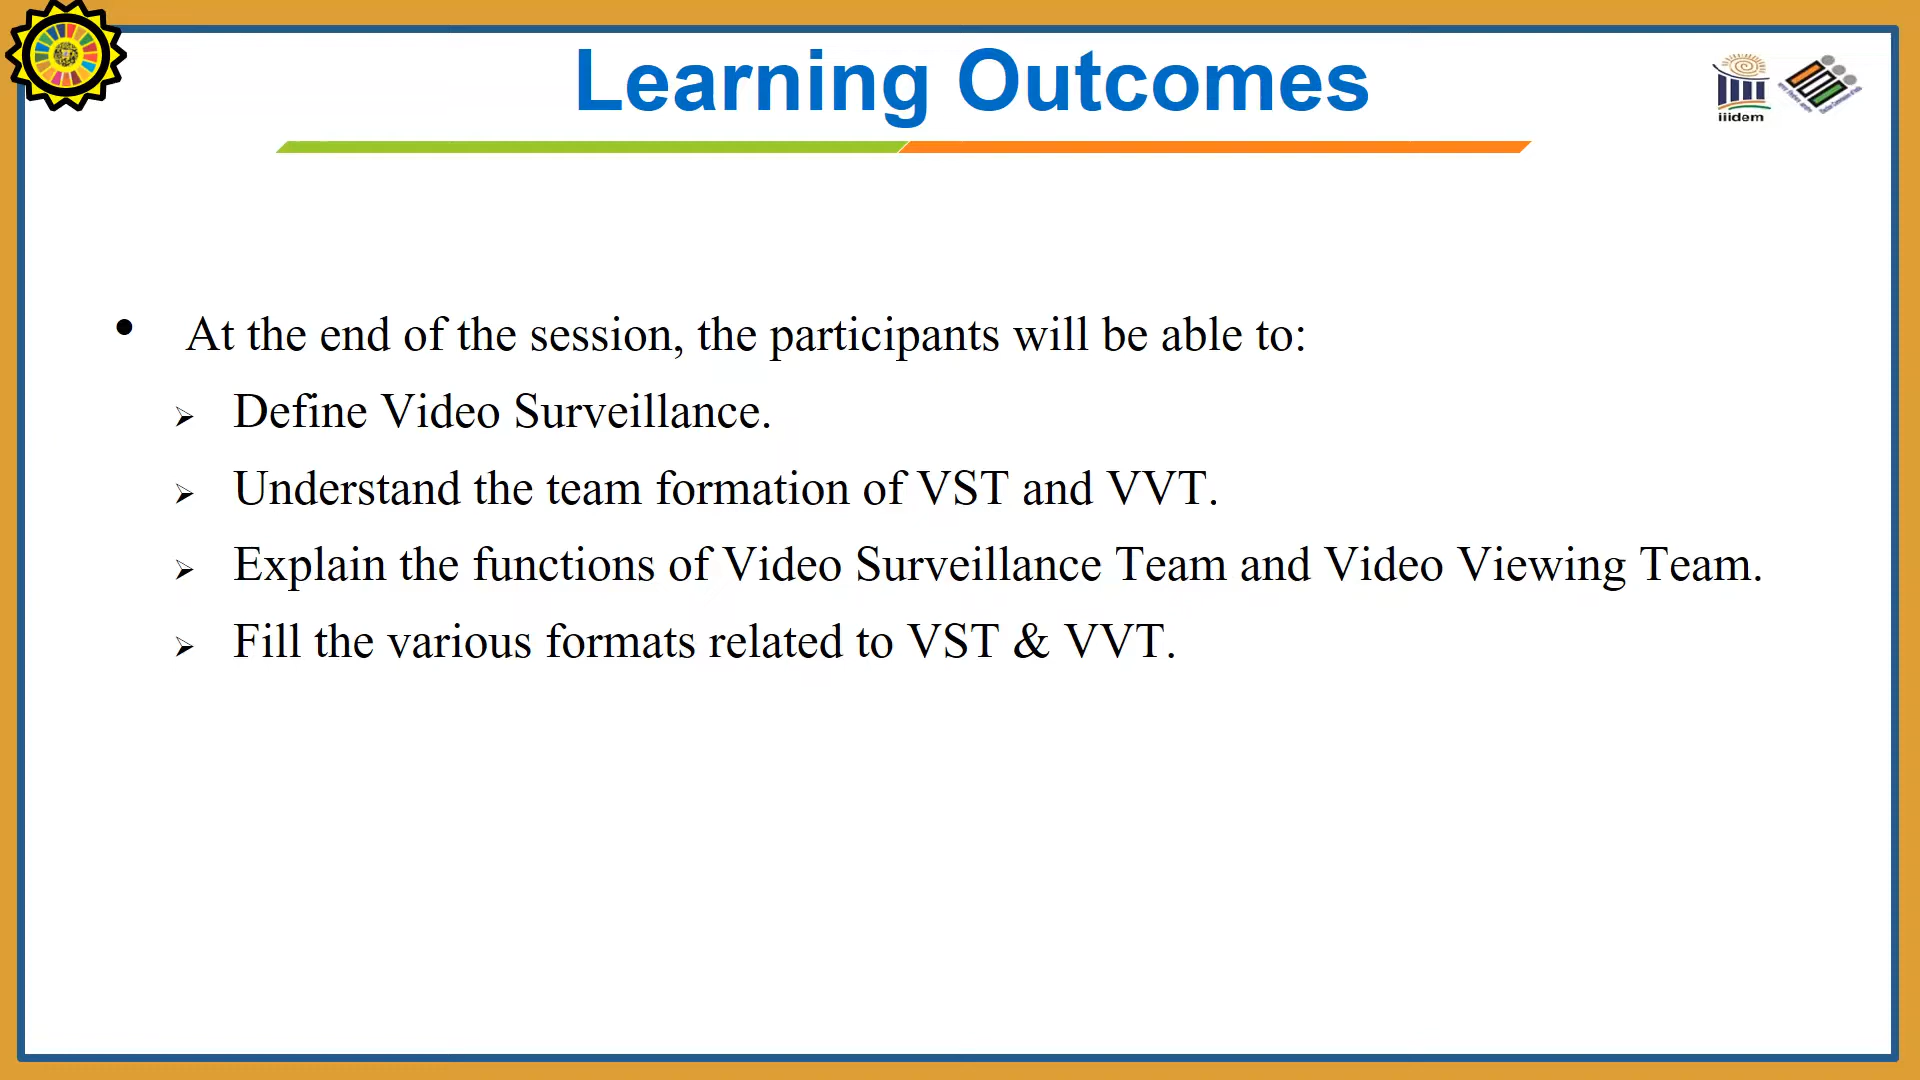 Learning Outcomes
iiidem
• At the end of the session, the participants will be able to:
➢ Define Video Surveillance.
➢ Understand the team formation of VST and VVT.
➢ Explain the functions of Video Surveillance Team and Video Viewing Team.
➢ Fill the various formats related to VST & VVT.